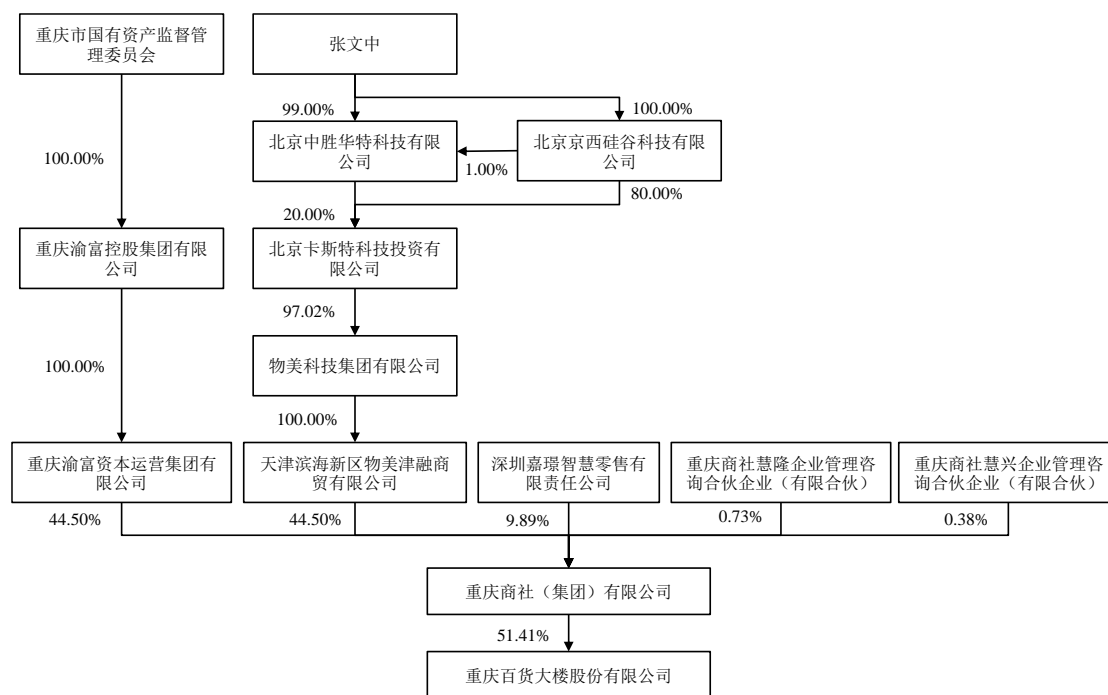 重庆市国有资产监督管
理委员会
张文中
99.00%
100.00%
北京中胜华特科技有限
公司
北京京西硅谷科技有限
公司
1.00%
100.00%
80.00%
20.00%
重庆渝富控股集团有限
公司
北京卡斯特科技投资有
限公司
97.02%
物美科技集团有限公司
100.00%
100.00%
重庆渝富资本运营集团有
限公司
天津滨海新区物美津融商
贸有限公司
深圳嘉璟智慧零售有
限责任公司
重庆商社慧隆企业管理咨
询合伙企业（有限合伙）
重庆商社慧兴企业管理咨
询合伙企业（有限合伙）
44.50%
44.50%
9.89%
0.73%
0.38%
重庆商社（集团）有限公司
51.41%
重庆百货大楼股份有限公司